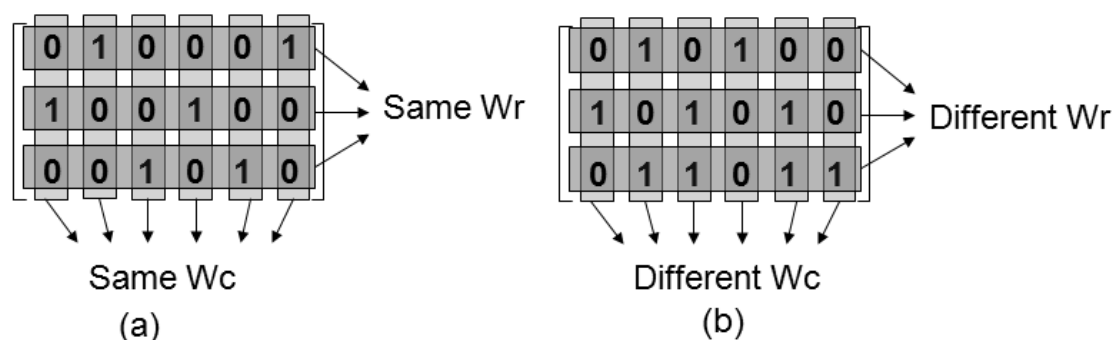 0 1 0 0 0 1
1 0 0 1 0 0
0 0 1 0 1 0
Same Wr
Same Wc
(a)
0 1 0 1 0 0
1 0 1 0 1 0
0 1 1 0 1 1
Different Wr
Different Wc
(b)